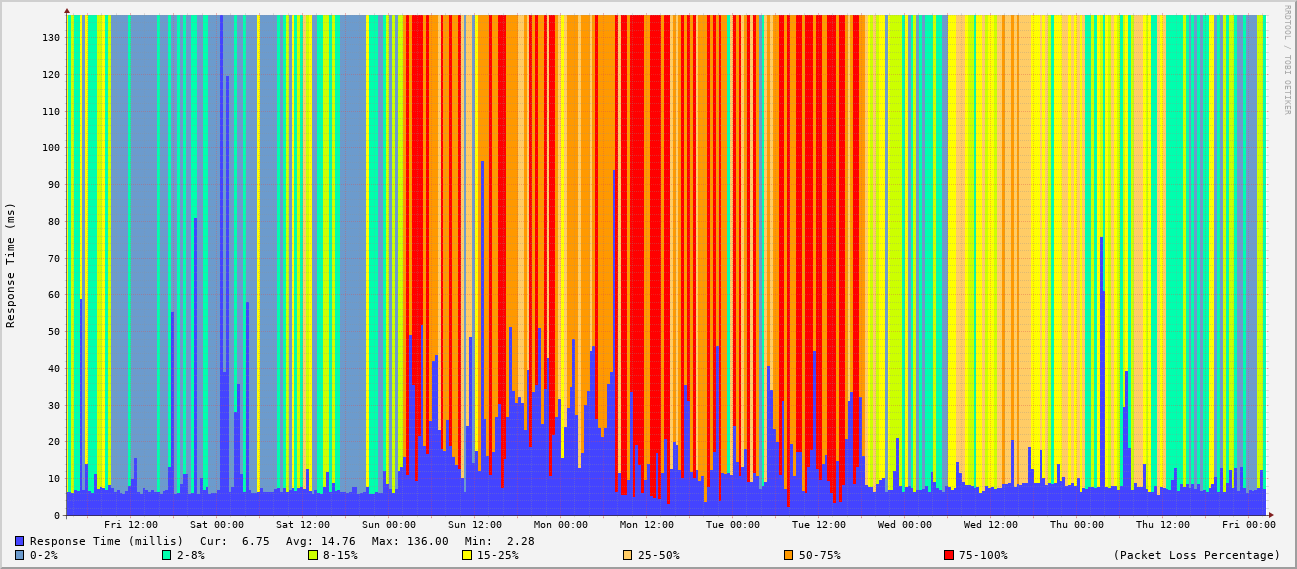 RRDTOOL / TOBI OETIKER
Response Time (ms)
130
120
110
100
90
80
70
60
50
40
30
20
10
0
Fri 12:00 Sat 00:00 Sat 12:00 Sun 00:00 Sun 12:00 Mon 00:00 Mon 12:00 Tue 00:00 Tue 12:00 Wed 00:00 Wed 12:00 Thu 00:00 Thu 12:00 Fri 00:00
Response Time (millis) Cur: 6.75 Avg: 14.76 Max: 136.00 Min: 2.28
0-2% 2-8% 8-15% 15-25% 25-50% 50-75% 75-100% (Packet Loss Percentage)